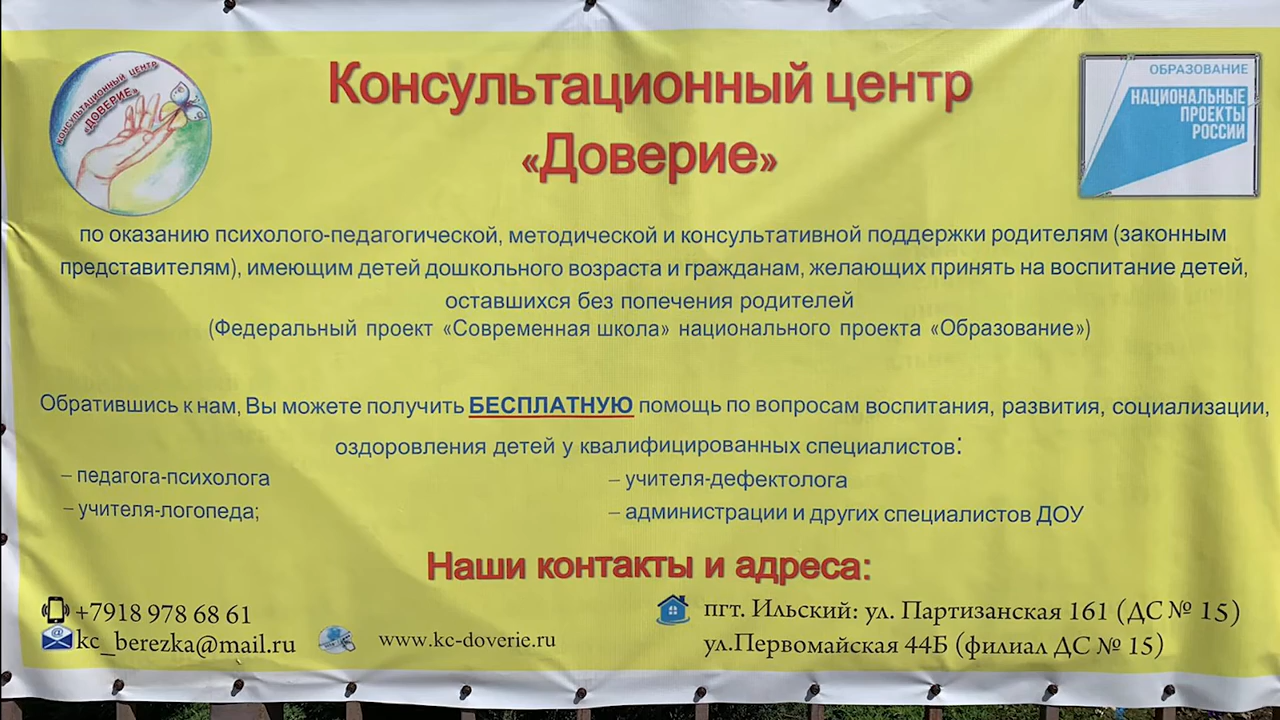 КОНСУЛЬТАЦИОННЫЙ ЦЕНТР
«ДОВЕРИЕ»
Консультационный центр
«Доверие»
ОБРАЗОВАНИЕ
НАЦИОНАЛЬНЫЕ
ПРОЕКТЫ
РОССИИ
по оказанию психолого-педагогической, методической и консультативной поддержки родителям (законным
представителям), имеющим детей дошкольного возраста и гражданам, желающих принять на воспитание детей,
оставшихся без попечения родителей
(Федеральный проект «Современная школа» национального проекта «Образование»)
Обратившись к нам, Вы можете получить БЕСПЛАТНУЮ помощь по вопросам воспитания, развития, социализации,
оздоровления детей у квалифицированных специалистов:
– педагога-психолога
– учителя-логопеда;
– учителя-дефектолога
– администрации и других специалистов ДОУ
Наши контакты и адреса:
+7918 978 68 61
kc_berezka@mail.ru
www.kc-doverie.ru
пгт. Ильский: ул. Партизанская 161 (ДС № 15)
ул.Первомайская 44Б (филиал ДС № 15)